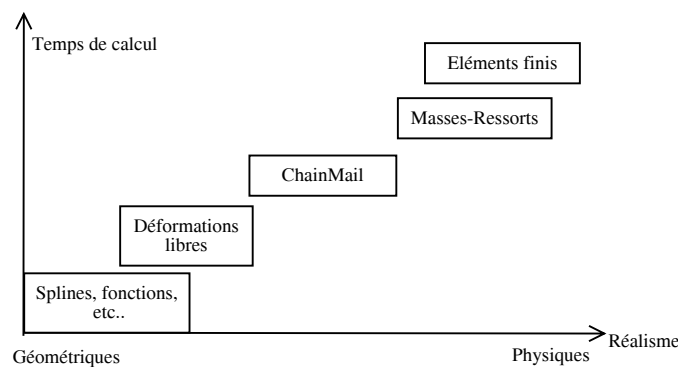 Temps de calcul
Eléments finis
Masses-Ressorts
ChainMail
Déformations
libres
Splines, fonctions,
etc..
Réalisme
Géométriques
Physiques